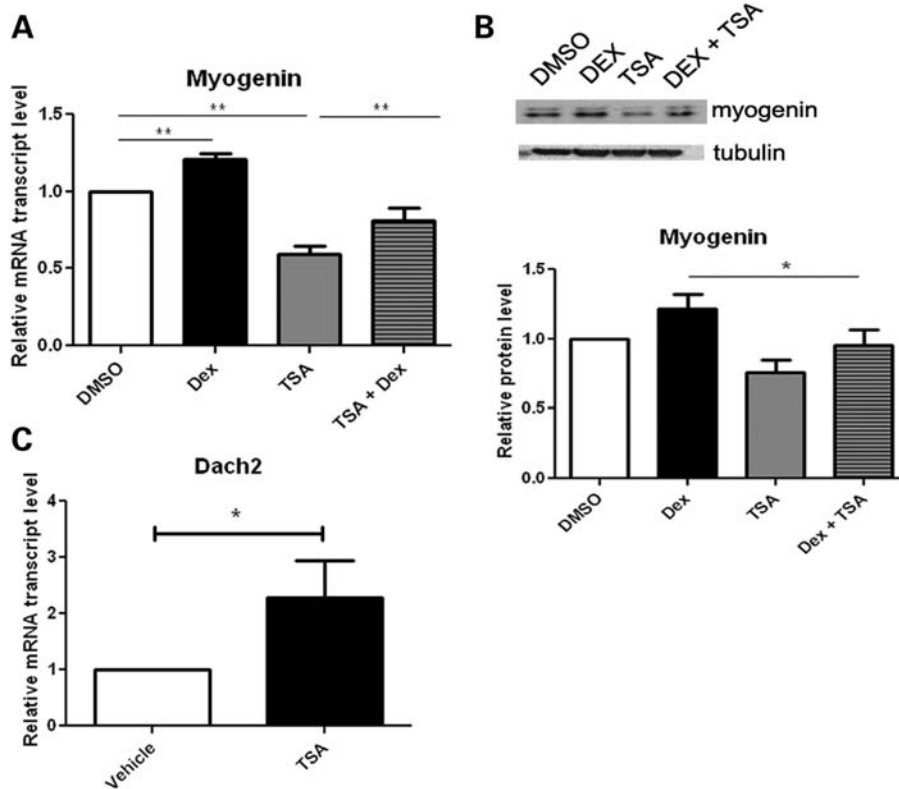 A
Myogenin
Relative mRNA transcript level
1.5
1.0
0.5
0.0
**
**
**
DMSO
Dex
TSA
TSA + Dex
B
DMSO
DEX
TSA
DEX + TSA
myogenin
tubulin
Myogenin
Relative protein level
1.5
1.0
0.5
0.0
*
DMSO
Dex
TSA
Dex + TSA
C
Dach2
Relative mRNA transcript level
4
3
2
1
0
*
Vehicle
TSA